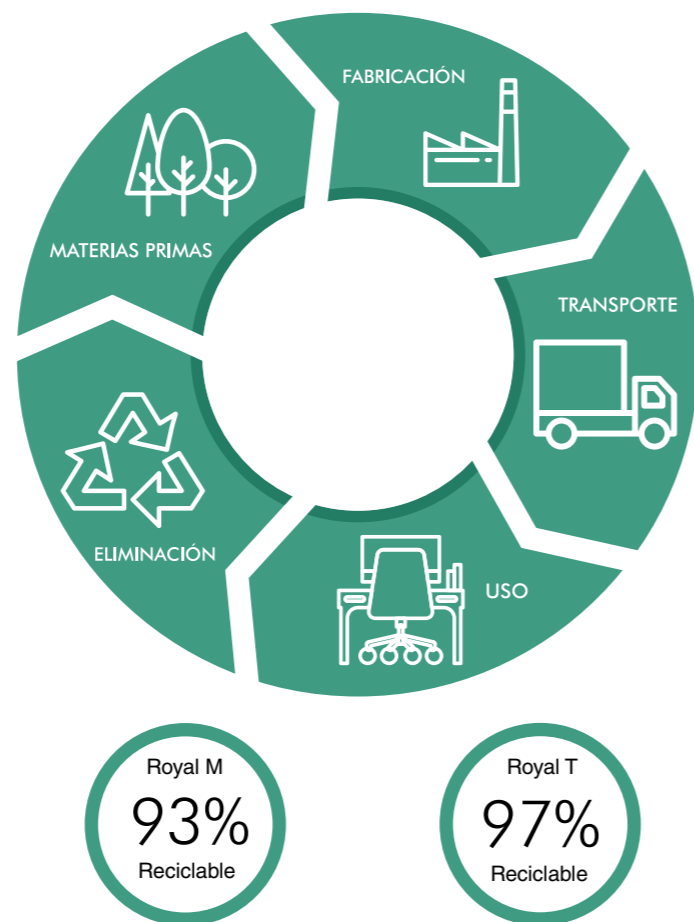 FABRICACIÓN
MATERIAS PRIMAS
TRANSPORTE
ELIMINACIÓN
USO
Royal M
93%
Reciclable
Royal T
97%
Reciclable